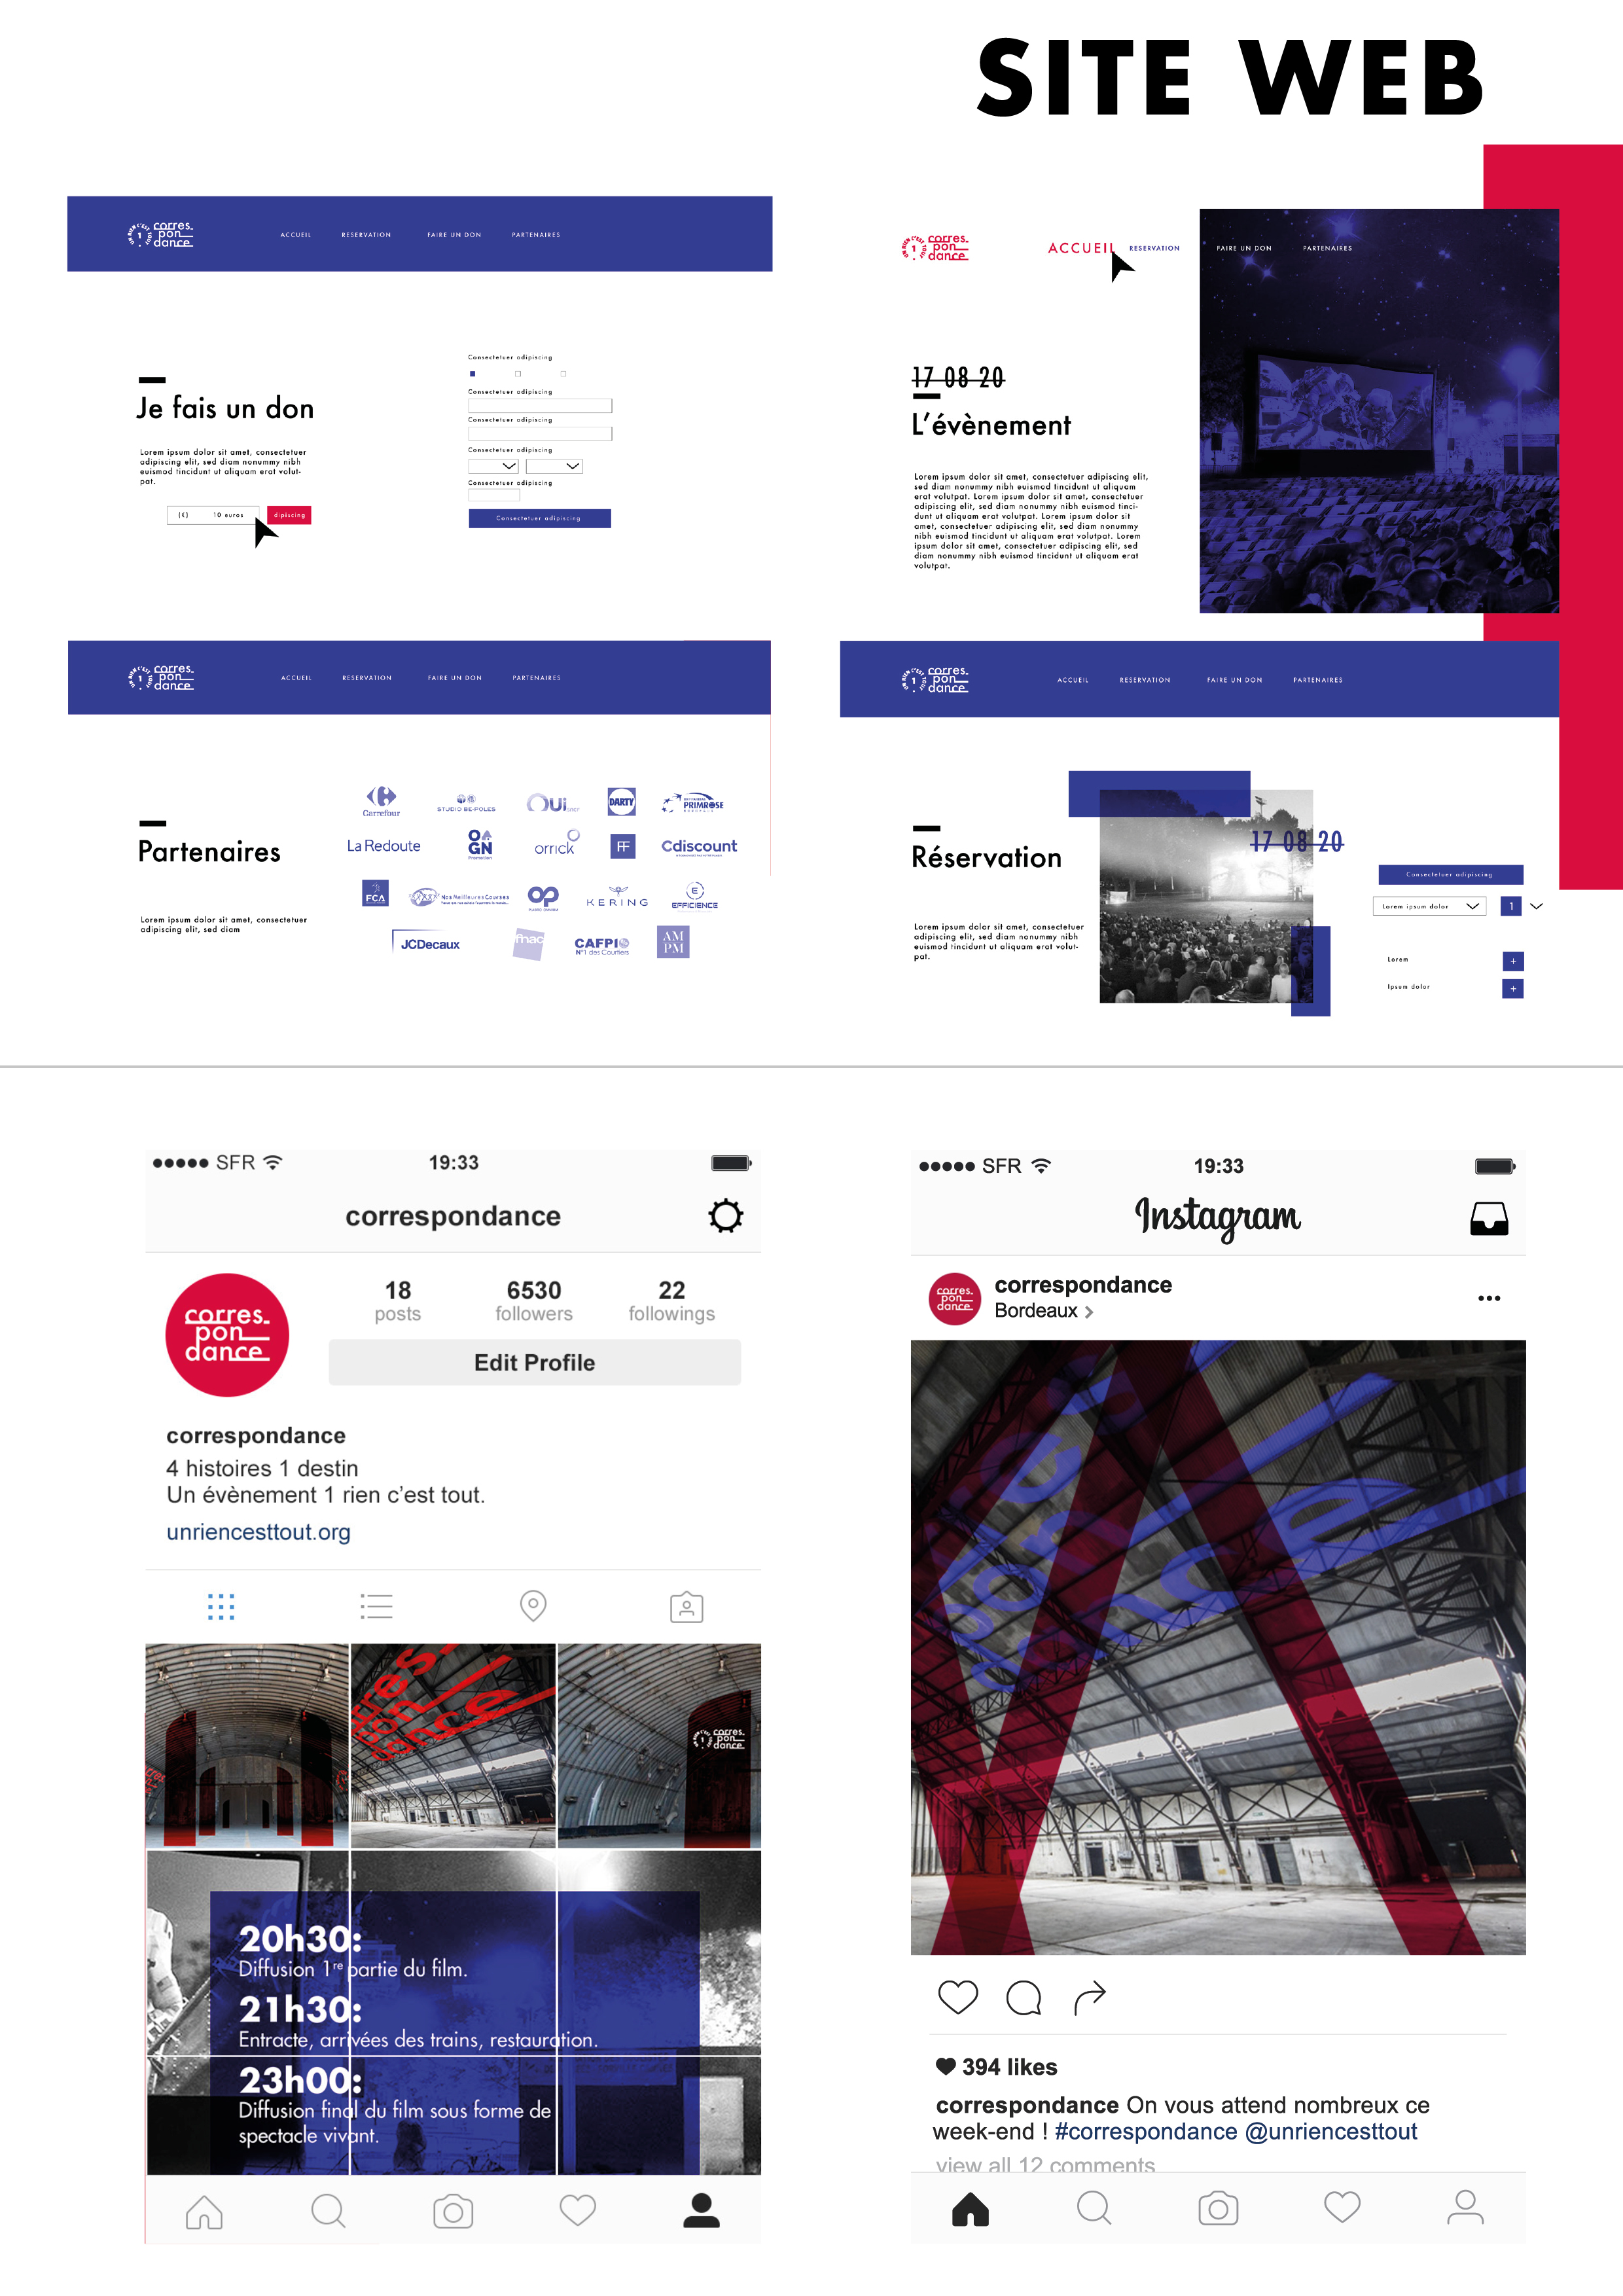 SITE WEB
corres.
pon
dance
ACCUEIL RESERVATION FAIRE UN DON PARTENAIRES
Je fais un don
Lorem ipsum dolor sit amet, consectetuer
adipiscing elit, sed diam nonummy nibh
euismod tincidunt ut aliquam erat volut-
pat.
(€) 10 euros dipiscing
Consectetuer adipiscing
Consectetuer adipiscing
Consectetuer adipiscing
Consectetuer adipiscing
Consectetuer adipiscing
Consectetuer adipiscing
corres.
pon
dance
ACCUEIL RESERVATION FAIRE UN DON PARTENAIRES
17 08 20
L'évènement
Lorem ipsum dolor sit amet, consectetuer adipiscing elit,
sed diam nonummy nibh euismod tincidunt ut aliquam
erat volutpat. Lorem ipsum dolor sit amet, consectetuer
adipiscing elit, sed diam nonummy nibh euismod tinci-
dunt ut aliquam erat volutpat. Lorem ipsum dolor sit
amet, consectetuer adipiscing elit, sed diam nonummy
nibh euismod tincidunt ut aliquam erat volutpat. Lorem
ipsum dolor sit amet, consectetuer adipiscing elit, sed
diam nonummy nibh euismod tincidunt ut aliquam erat
volutpat.
corres.
pon
dance
ACCUEIL RESERVATION FAIRE UN DON PARTENAIRES
Partenaires
Lorem ipsum dolor sit amet, consectetuer
adipiscing elit, sed diam
Carrefour
STUDIO BE-POLES
OUI
DARTY
PRIMROSE
BORDEAUX
La Redoute
OAGN
Promotion
orrick
FF
Cdiscount
FCA
Nos Meilleures Courses
op
KERING
EFFICIENCE
JCDecaux
fnac
CAFPI
N°1 des Courtiers
AM
PM
corres.
pon
dance
ACCUEIL RESERVATION FAIRE UN DON PARTENAIRES
Réservation
Lorem ipsum dolor sit amet, consectetuer
adipiscing elit, sed diam nonummy nibh
euismod tincidunt ut aliquam erat volut-
pat.
17 08 20
Consectetuer adipiscing
Lorem ipsum dolor 1
Lorem +
Ipsum dolor +
SFR 19:33
correspondance
corres.
pon
dance
18 6530 22
posts followers followings
Edit Profile
correspondance
4 histoires 1 destin
Un évènement 1 rien c'est tout.
unriencesttout.org
corres.
pon
dance
20h30:
Diffusion 1re partie du film.
21h30:
Entracte, arrivées des trains, restauration.
23h00:
Diffusion final du film sous forme de
spectacle vivant.
SFR 19:33
Instagram
corres.
pon
dance
correspondance
Bordeaux >
394 likes
correspondance On vous attend nombreux ce
week-end ! #correspondance @unriencesttout
view all 12 comments